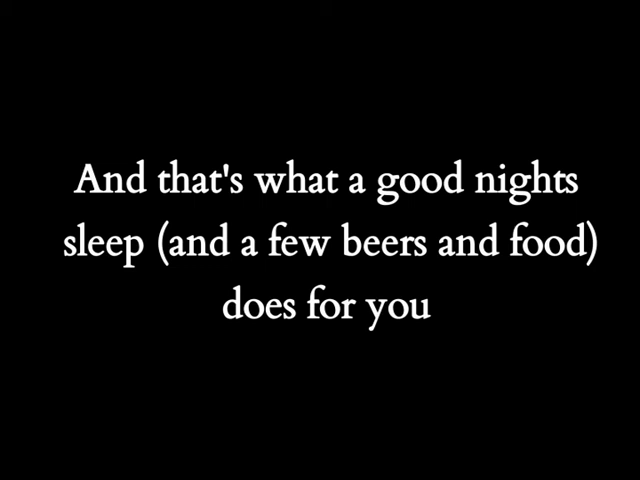 And that's what a good nights
sleep (and a few beers and food)
does for you